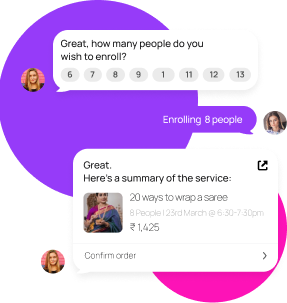 Great, how many people do you
wish to enroll?
6 7 8 9 1 11 12 13
Enrolling 8 people
Great.
Here's a summary of the service:
20 ways to wrap a saree
8 People | 23rd March @ 6:30-7:30pm
₹ 1,425
Confirm order